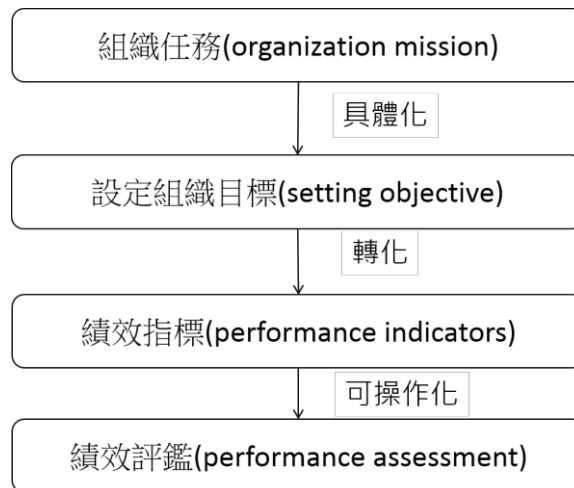 組織任務(organization mission)
具體化
設定組織目標(setting objective)
轉化
績效指標(performance indicators)
可操作化
績效評鑑(performance assessment)